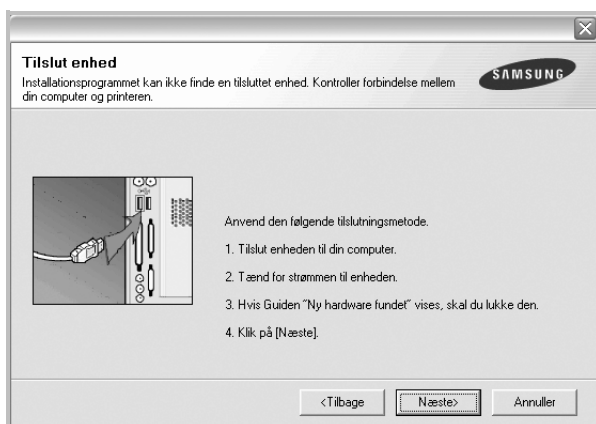 Tilslut enhed
Installationsprogrammet kan ikke finde en tilsluttet enhed. Kontroller forbindelse mellem
din computer og printeren.
SAMSUNG
Anvend den følgende tilslutningsmetode.
1. Tilslut enheden til din computer.
2. Tænd for strømmen til enheden.
3. Hvis Guiden "Ny hardware fundet" vises, skal du lukke den.
4. Klik på [Næste].
<Tilbage
Næste>
Annuller